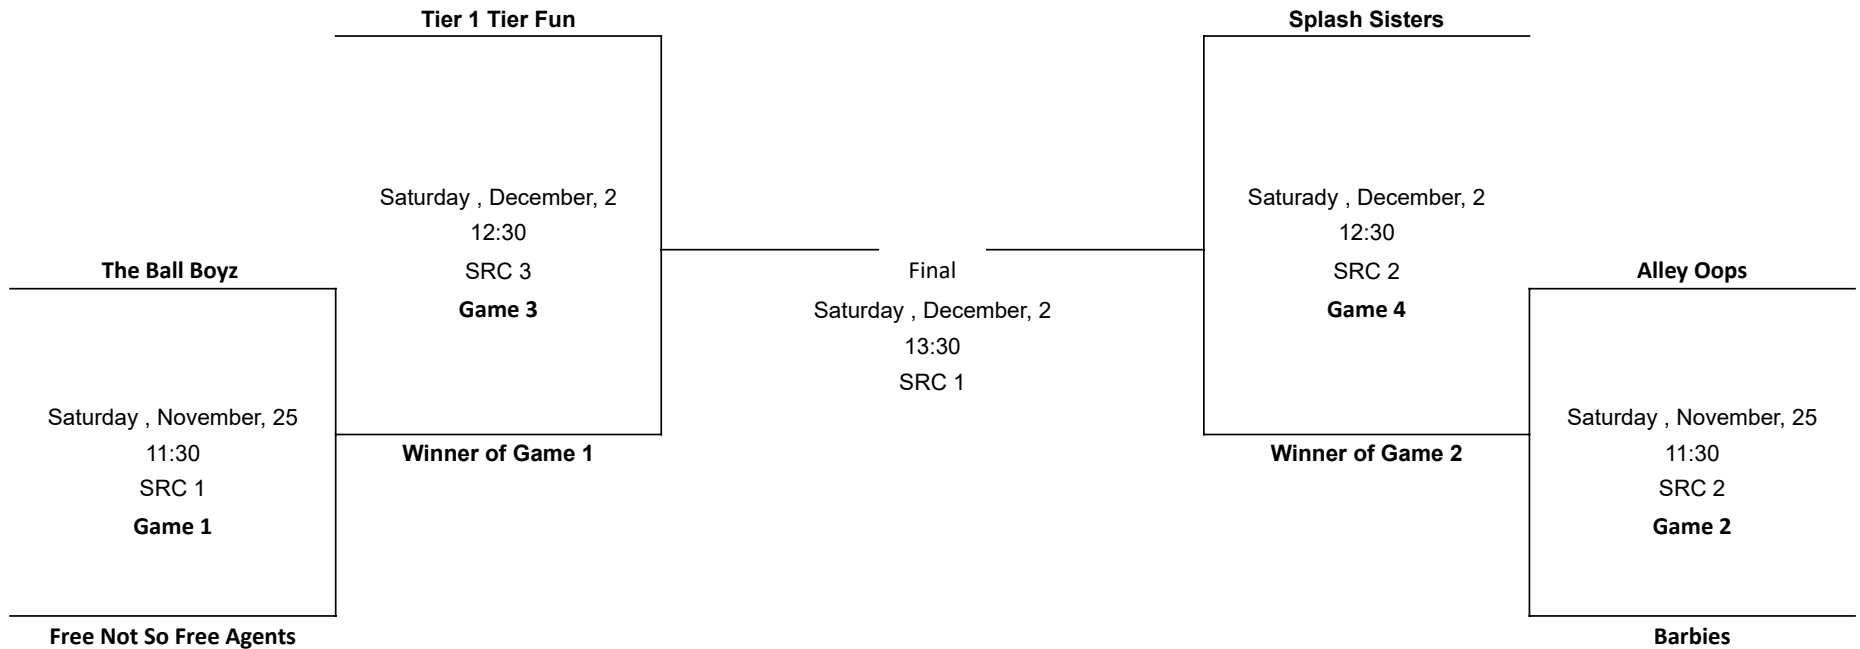 Tier 1 Tier Fun
Splash Sisters
Saturday , December, 2
12:30
SRC 3
Game 3
Saturady , December, 2
12:30
SRC 2
Game 4
The Ball Boyz
Final
Saturday , December, 2
13:30
SRC 1
Alley Oops
Saturday , November, 25
11:30
SRC 1
Game 1
Winner of Game 1
Winner of Game 2
Saturday , November, 25
11:30
SRC 2
Game 2
Free Not So Free Agents
Barbies